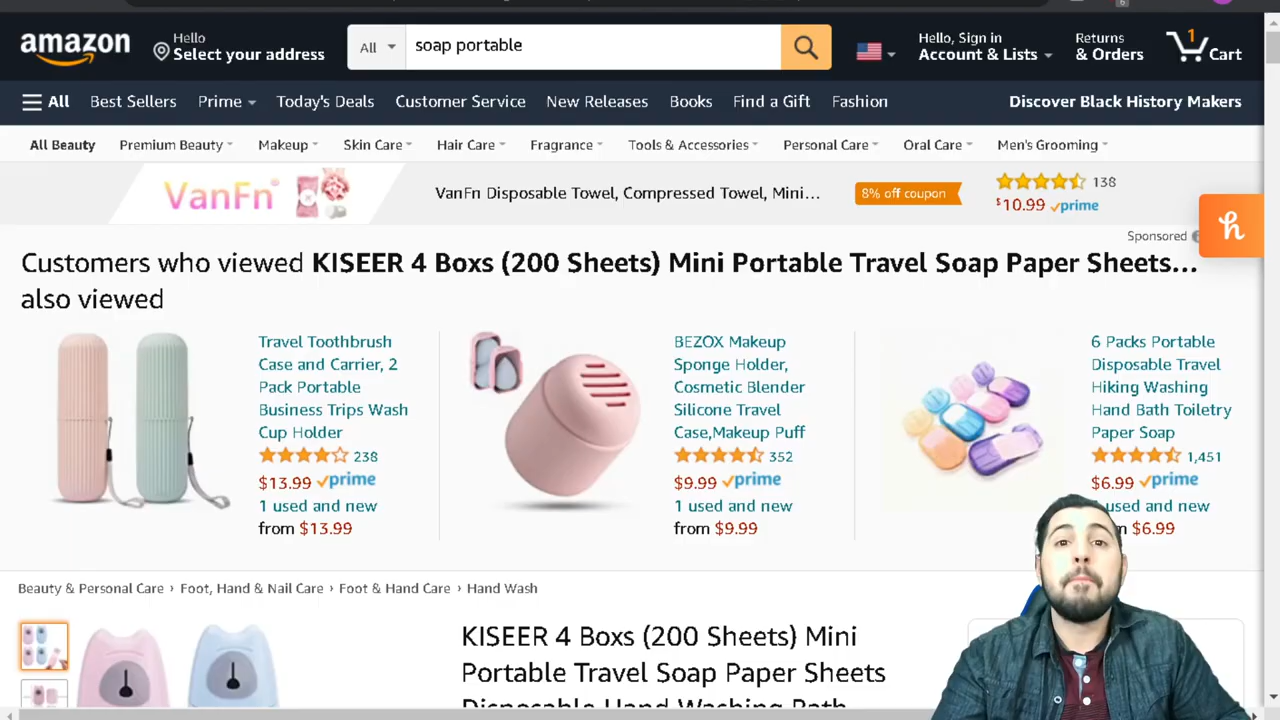 amazon
Hello
Select your address
All
soap portable
Hello, Sign in
Account & Lists
Returns
& Orders
1
Cart
All
Best Sellers
Prime
Today's Deals
Customer Service
New Releases
Books
Find a Gift
Fashion
Discover Black History Makers
All Beauty
Premium Beauty
Makeup
Skin Care
Hair Care
Fragrance
Tools & Accessories
Personal Care
Oral Care
Men's Grooming
VanFn
VanFn Disposable Towel, Compressed Towel, Mini...
8% off coupon
138
$10.99 prime
Sponsored
h
Customers who viewed KISEER 4 Boxs (200 Sheets) Mini Portable Travel Soap Paper Sheets...
also viewed
Travel Toothbrush
Case and Carrier, 2
Pack Portable
Business Trips Wash
Cup Holder
238
$13.99 prime
1 used and new
from $13.99
BEZOX Makeup
Sponge Holder,
Cosmetic Blender
Silicone Travel
Case,Makeup Puff
352
$9.99 prime
1 used and new
from $9.99
6 Packs Portable
Disposable Travel
Hiking Washing
Hand Bath Toiletry
Paper Soap
1,451
$6.99 prime
used and new
$6.99
Beauty & Personal Care › Foot, Hand & Nail Care › Foot & Hand Care › Hand Wash
KISEER 4 Boxs (200 Sheets) Mini
Portable Travel Soap Paper Sheets
Disposable Hand Washing Bath